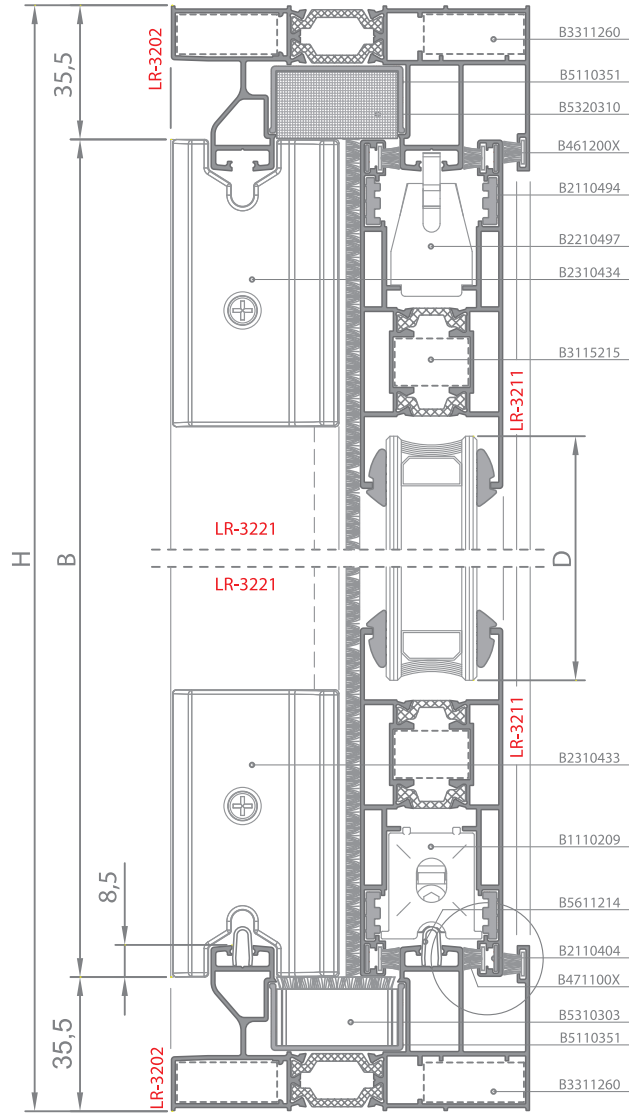 B3311260
LR-3202
35,5
B5110351
B5320310
B461200X
B2110494
B2210497
B2310434
B3115215
LR-3211
LR-3221
H
B
D
LR-3221
LR-3211
B2310433
B1110209
8,5
B5611214
B2110404
B471100X
B5310303
35,5
B5110351
LR-3202
B3311260